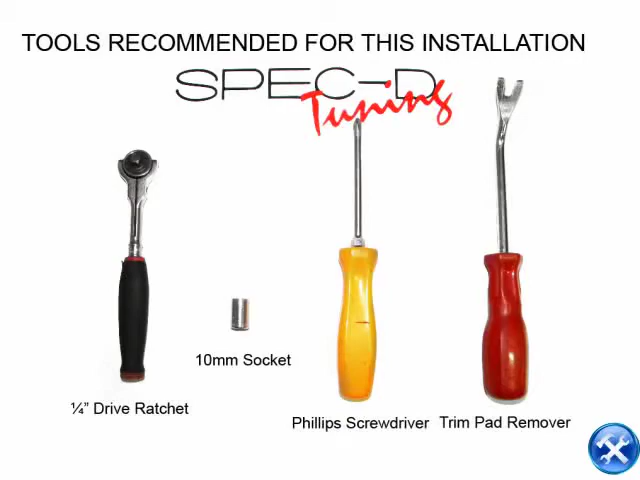 TOOLS RECOMMENDED FOR THIS INSTALLATION
SPEC-D
Tuning
10mm Socket
¼” Drive Ratchet
Phillips Screwdriver
Trim Pad Remover